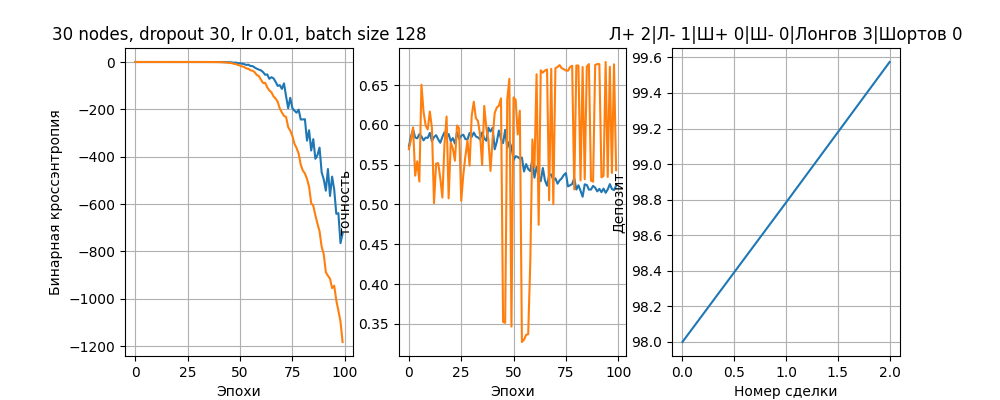 30 nodes, dropout 30, lr 0.01, batch size 128
Л+ 2|Л- 1|Ш+ 0|Ш- 0|Лонгов 3|Шортов 0
Бинарная кроссэнтропия
0
−200
−400
−600
−800
−1000
−1200
0 25 50 75 100
Эпохи
точность
0.65
0.60
0.55
0.50
0.45
0.40
0.35
0 25 50 75 100
Эпохи
Депозит
99.6
99.4
99.2
99.0
98.8
98.6
98.4
98.2
98.0
0.0 0.5 1.0 1.5 2.0
Номер сделки